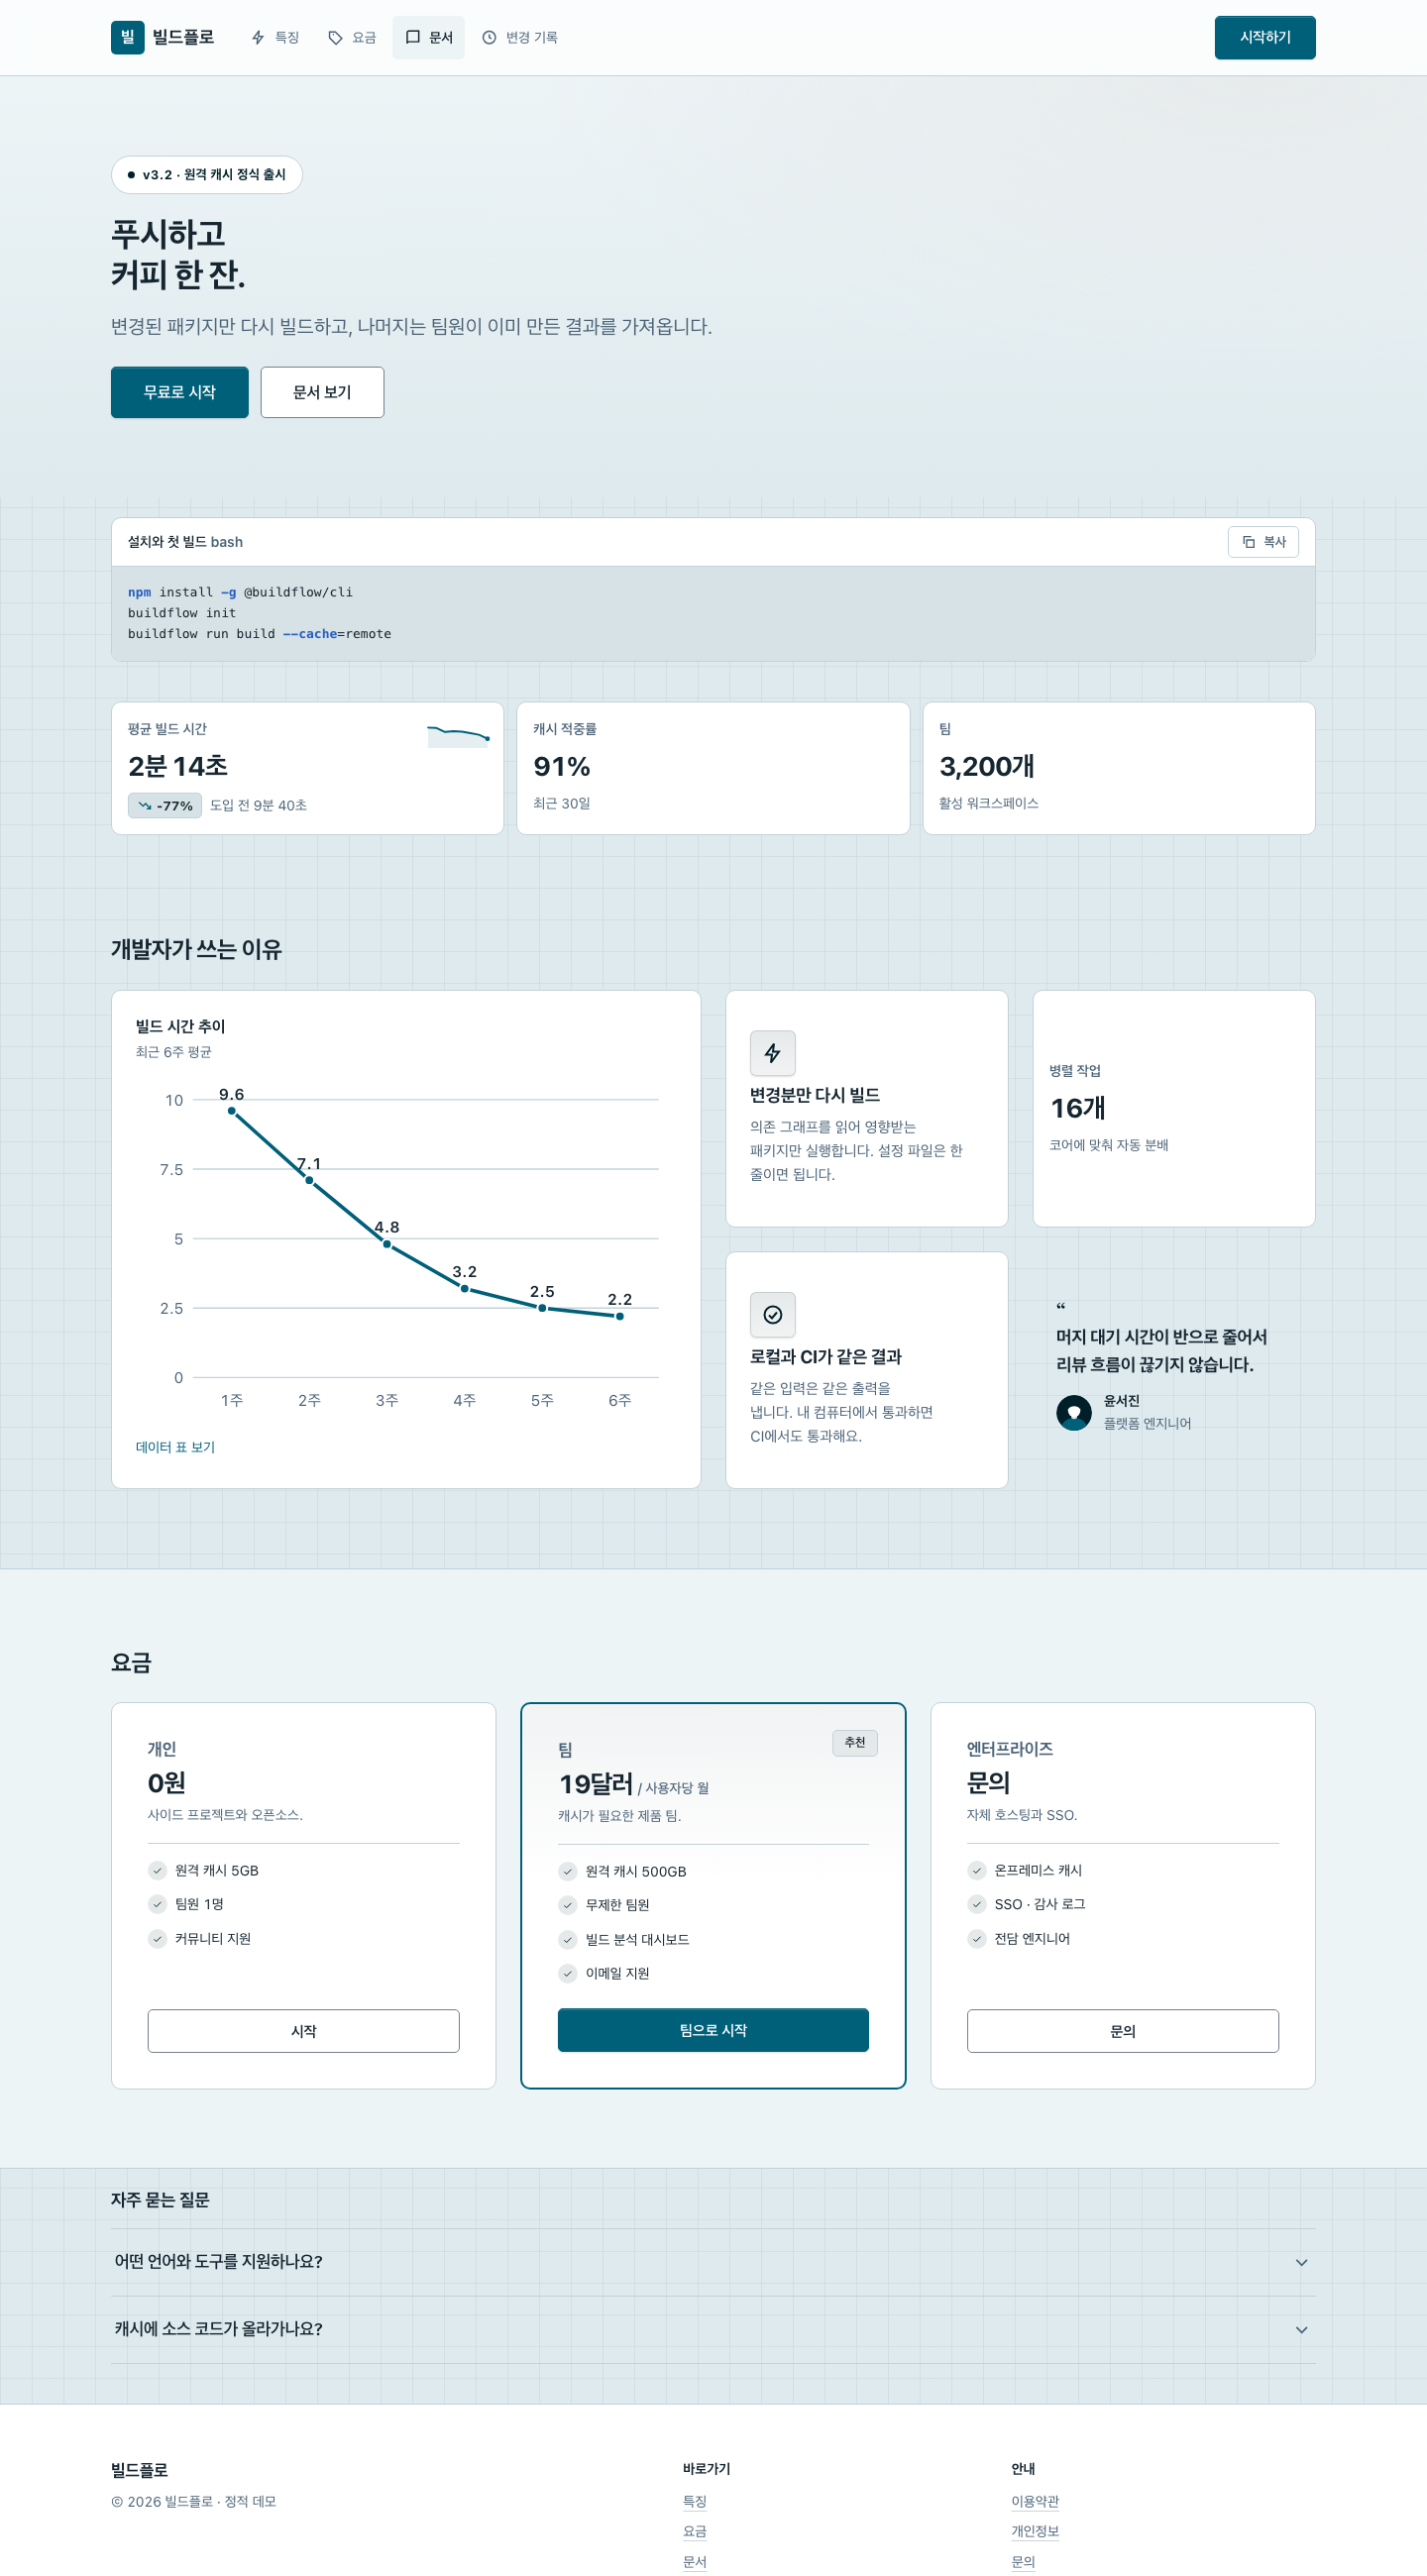 빌 빌드플로 특징 요금 문서 변경 기록 시작하기
v3.2 · 원격 캐시 정식 출시
푸시하고
커피 한 잔.
변경된 패키지만 다시 빌드하고, 나머지는 팀원이 이미 만든 결과를 가져옵니다.
무료로 시작 문서 보기
설치와 첫 빌드 bash 복사
npm install -g @buildflow/cli
buildflow init
buildflow run build --cache=remote
평균 빌드 시간
2분 14초
-77% 도입 전 9분 40초
캐시 적중률
91%
최근 30일
팀
3,200개
활성 워크스페이스
개발자가 쓰는 이유
빌드 시간 추이
최근 6주 평균
10
7.5
5
2.5
0
9.6
7.1
4.8
3.2
2.5
2.2
1주 2주 3주 4주 5주 6주
데이터 표 보기
변경분만 다시 빌드
의존 그래프를 읽어 영향받는
패키지만 실행합니다. 설정 파일은 한
줄이면 됩니다.
병렬 작업
16개
코어에 맞춰 자동 분배
로컬과 CI가 같은 결과
같은 입력은 같은 출력을
냅니다. 내 컴퓨터에서 통과하면
CI에서도 통과해요.
“
머지 대기 시간이 반으로 줄어서
리뷰 흐름이 끊기지 않습니다.
윤서진
플랫폼 엔지니어
요금
개인
0원
사이드 프로젝트와 오픈소스.
원격 캐시 5GB
팀원 1명
커뮤니티 지원
시작
추천
팀
19달러 / 사용자당 월
캐시가 필요한 제품 팀.
원격 캐시 500GB
무제한 팀원
빌드 분석 대시보드
이메일 지원
팀으로 시작
엔터프라이즈
문의
자체 호스팅과 SSO.
온프레미스 캐시
SSO · 감사 로그
전담 엔지니어
문의
자주 묻는 질문
어떤 언어와 도구를 지원하나요?
캐시에 소스 코드가 올라가나요?
빌드플로
© 2026 빌드플로 · 정적 데모
바로가기
특징
요금
문서
안내
이용약관
개인정보
문의